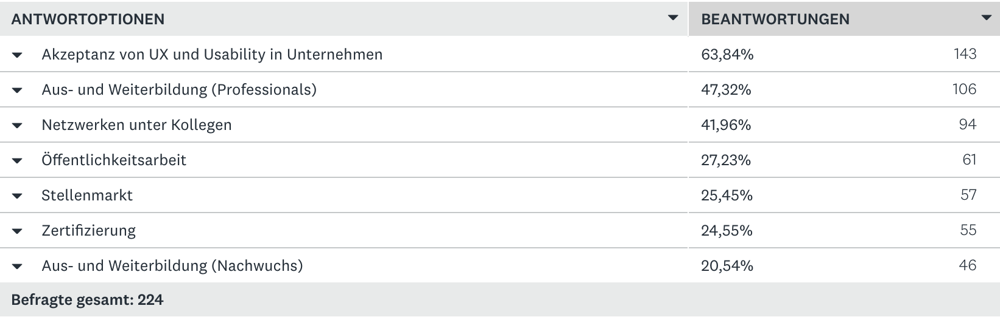 ANTWORTOPTIONEN BEANTWORTUNGEN
Akzeptanz von UX und Usability in Unternehmen 63,84% 143
Aus- und Weiterbildung (Professionals) 47,32% 106
Netzwerken unter Kollegen 41,96% 94
Öffentlichkeitsarbeit 27,23% 61
Stellenmarkt 25,45% 57
Zertifizierung 24,55% 55
Aus- und Weiterbildung (Nachwuchs) 20,54% 46
Befragte gesamt: 224